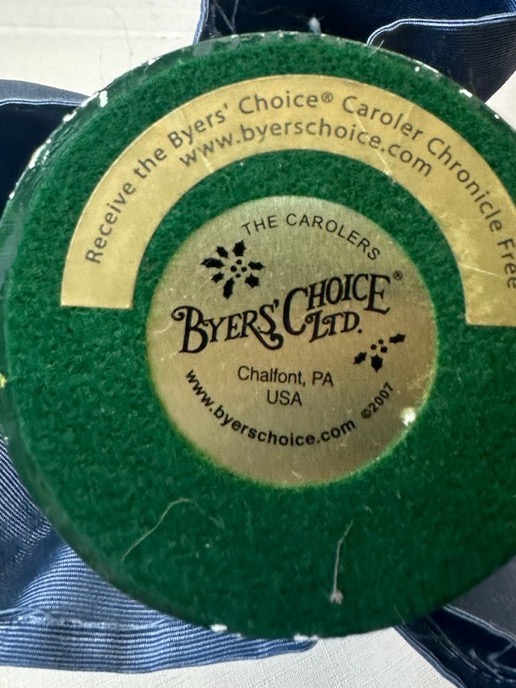 Receive the Byers' Choice® Caroler Chronicle Free
www.byerschoice.com
THE CAROLERS
BYERS' CHOICE®
LTD.
Chalfont, PA
USA
www.byerschoice.com ©2007